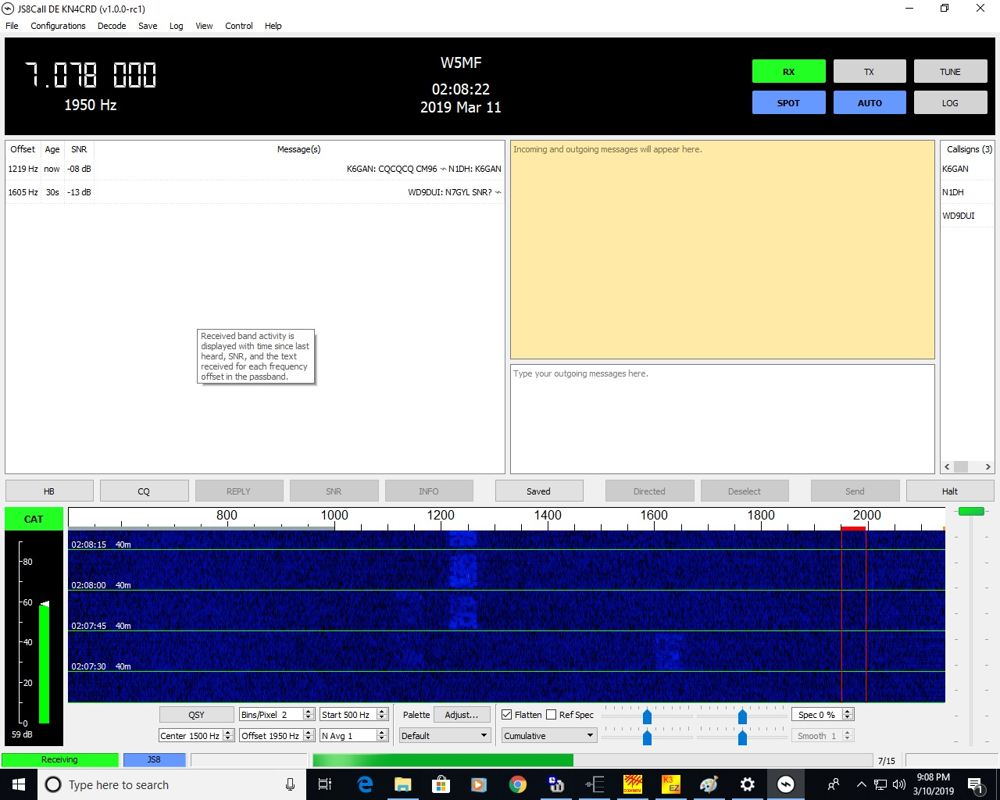 JS8Call DE KN4CRD (v1.0.0-rc1)
File Configurations Decode Save Log View Control Help
7.078 000
1950 Hz
W5MF
02:08:22
2019 Mar 11
RX TX TUNE
SPOT AUTO LOG
Offset Age SNR Message(s)
1219 Hz now -08 dB K6GAN: CQCQCQ CM96 ⌁ N1DH: K6GAN
1605 Hz 30s -13 dB WD9DUI: N7GYL SNR? ⌁
Received band activity is
displayed with time since last
heard, SNR, and the text
received for each frequency
offset in the passband.
Incoming and outgoing messages will appear here.
Type your outgoing messages here.
Callsigns (3)
K6GAN
N1DH
WD9DUI
HB CQ REPLY SNR INFO Saved Directed Deselect Send Halt
CAT
800 1000 1200 1400 1600 1800 2000
02:08:15 40m
02:08:00 40m
02:07:45 40m
02:07:30 40m
80
60
40
20
0
59 dB
QSY Bins/Pixel 2 Start 500 Hz Palette Adjust... Flatten Ref Spec Spec 0 %
Center 1500 Hz Offset 1950 Hz N Avg 1 Default Cumulative Smooth 1
Receiving JS8 7/15
Type here to search
DX4WIN
K3
EZ
9:08 PM
3/10/2019
1